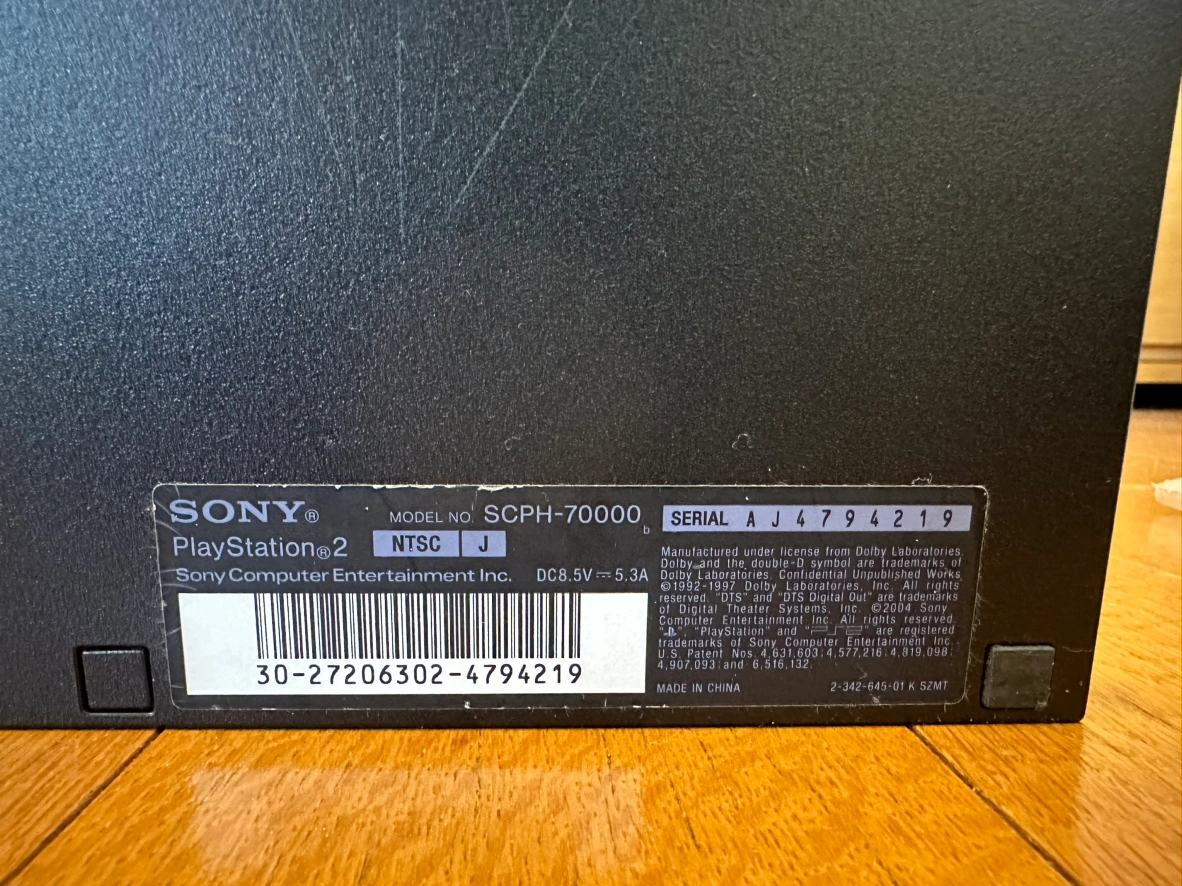 SONY®
MODEL NO. SCPH-70000 b
SERIAL A J 4 7 9 4 2 1 9
PlayStation®2
NTSC J
Sony Computer Entertainment Inc.
DC8.5V⎓5.3A
30-27206302-4794219
Manufactured under license from Dolby Laboratories.
Dolby and the double-D symbol are trademarks of
Dolby Laboratories. Confidential Unpublished Works.
©1992-1997 Dolby Laboratories, Inc. All rights
reserved. "DTS" and "DTS Digital Out" are trademarks
of Digital Theater Systems, Inc. ©2004 Sony
Computer Entertainment Inc. All rights reserved.
"", "PlayStation" and "PS2" are registered
trademarks of Sony Computer Entertainment Inc.
U.S. Patent Nos. 4,631,603; 4,577,216; 4,819,098;
4,907,093; and 6,516,132.
MADE IN CHINA
2-342-645-01 K SZMT